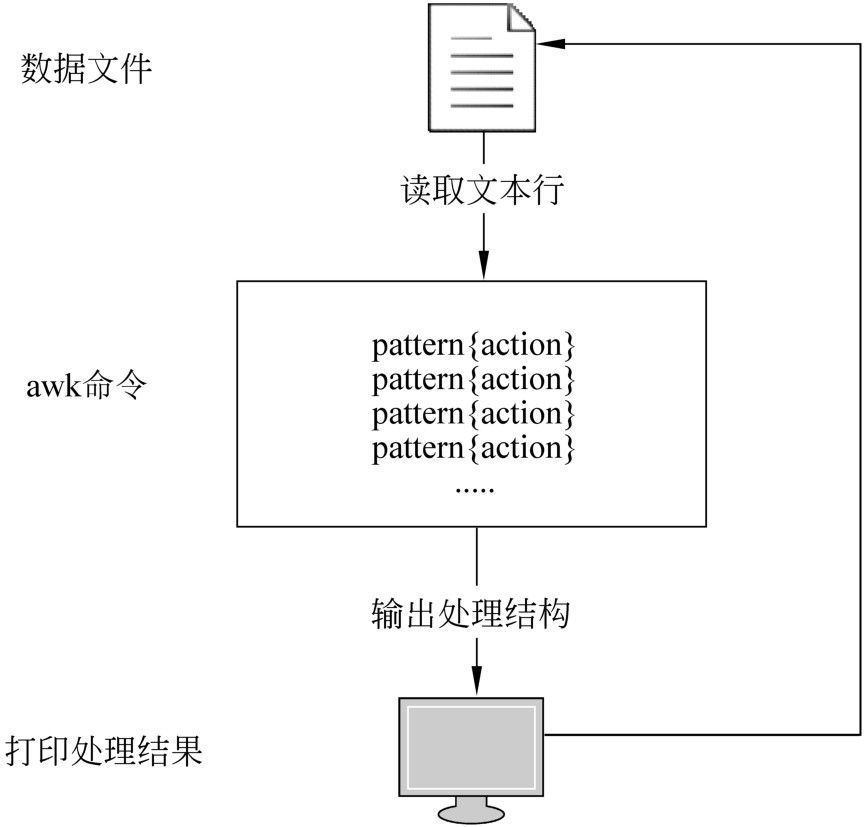 数据文件
读取文本行
awk命令
pattern{action}
pattern{action}
pattern{action}
pattern{action}
.....
输出处理结构
打印处理结果